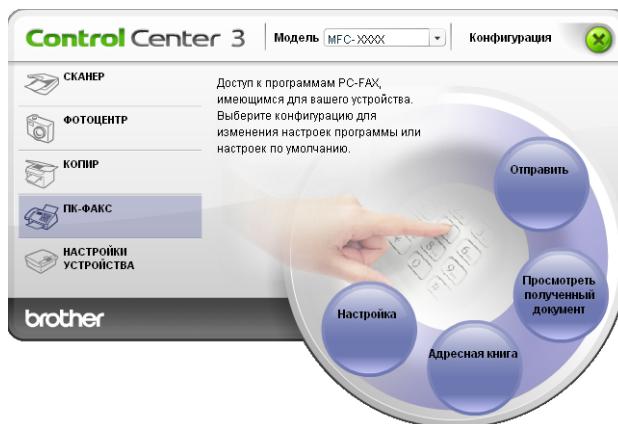 Control Center 3
Модель
MFC-XXXX
Конфигурация
СКАНЕР
ФОТОЦЕНТР
КОПИР
ПК-ФАКС
НАСТРОЙКИ
УСТРОЙСТВА
Доступ к программам PC-FAX,
имеющимся для вашего устройства.
Выберите конфигурацию для
изменения настроек программы или
настроек по умолчанию.
Отправить
Просмотреть
полученный
документ
Адресная книга
Настройка
brother